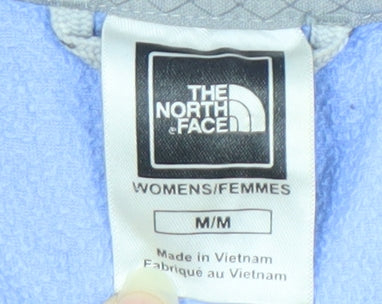 THE
NORTH
FACE
WOMENS/FEMMES
M/M
Made in Vietnam
Fabriqué au Vietnam